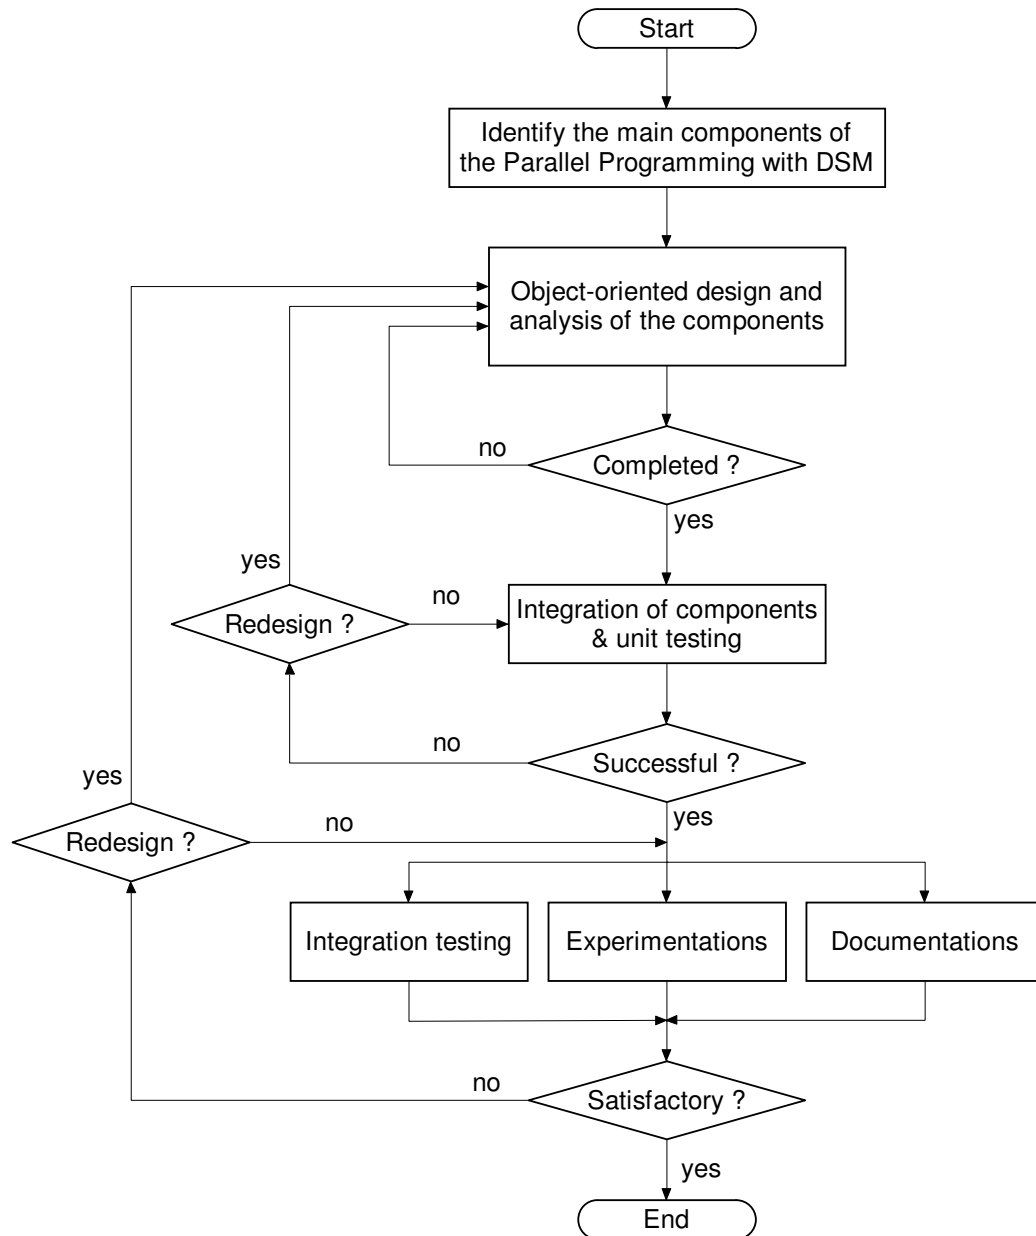 Start
Identify the main components of
the Parallel Programming with DSM
Object-oriented design and
analysis of the components
no
Completed ?
yes
yes
Redesign ?
no
Integration of components
& unit testing
no
Successful ?
yes
yes
Redesign ?
no
Integration testing
Experimentations
Documentations
no
Satisfactory ?
yes
End